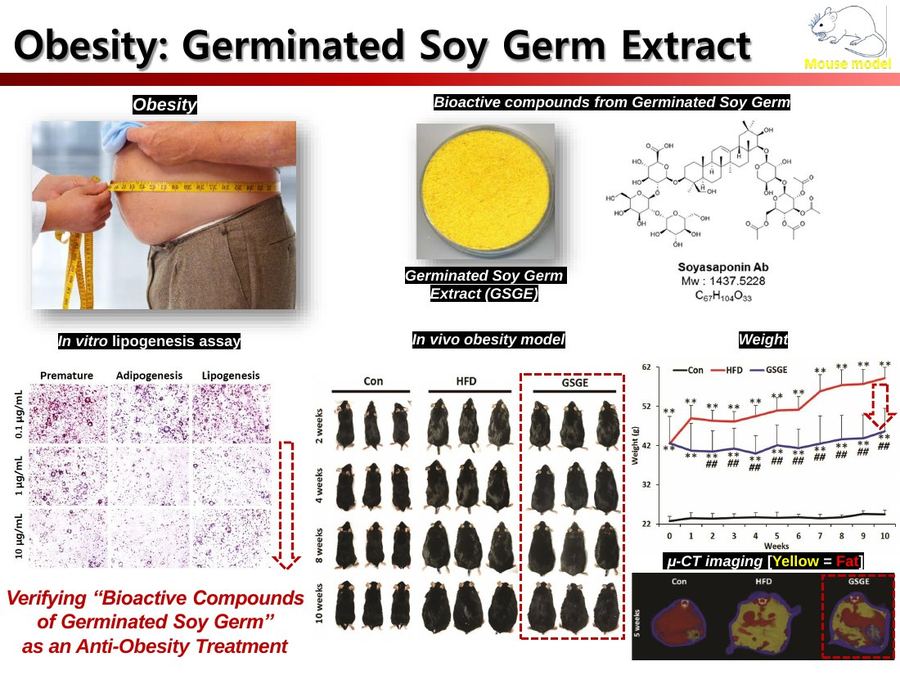 Obesity: Germinated Soy Germ Extract
Mouse model
Obesity
Bioactive compounds from Germinated Soy Germ
Germinated Soy Germ
Extract (GSGE)
Soyasaponin Ab
Mw : 1437.5228
C67H104O33
In vitro lipogenesis assay
Premature Adipogenesis Lipogenesis
0.1 µg/mL
1 µg/mL
10 µg/mL
Verifying “Bioactive Compounds
of Germinated Soy Germ”
as an Anti-Obesity Treatment
In vivo obesity model
Con HFD GSGE
2 weeks
4 weeks
8 weeks
10 weeks
Weight
Con HFD GSGE
Weight (g)
62
52
42
32
22
0 1 2 3 4 5 6 7 8 9 10
Weeks
µ-CT imaging [Yellow = Fat]
Con HFD GSGE
5 weeks